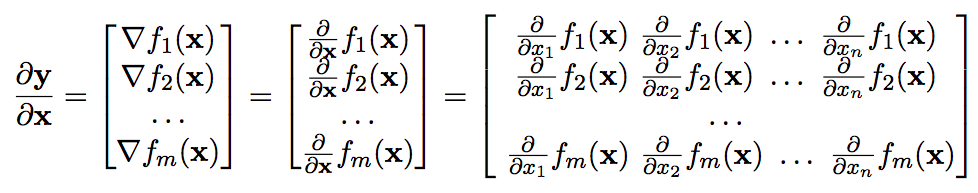 ∂y/∂x = [∇f₁(x) ∇f₂(x) … ∇fₘ(x)] = [∂/∂x f₁(x) ∂/∂x f₂(x) … ∂/∂x fₘ(x)] = [∂/∂x₁ f₁(x) ∂/∂x₂ f₁(x) … ∂/∂xₙ f₁(x)
∂/∂x₁ f₂(x) ∂/∂x₂ f₂(x) … ∂/∂xₙ f₂(x)
…
∂/∂x₁ fₘ(x) ∂/∂x₂ fₘ(x) … ∂/∂xₙ fₘ(x)]